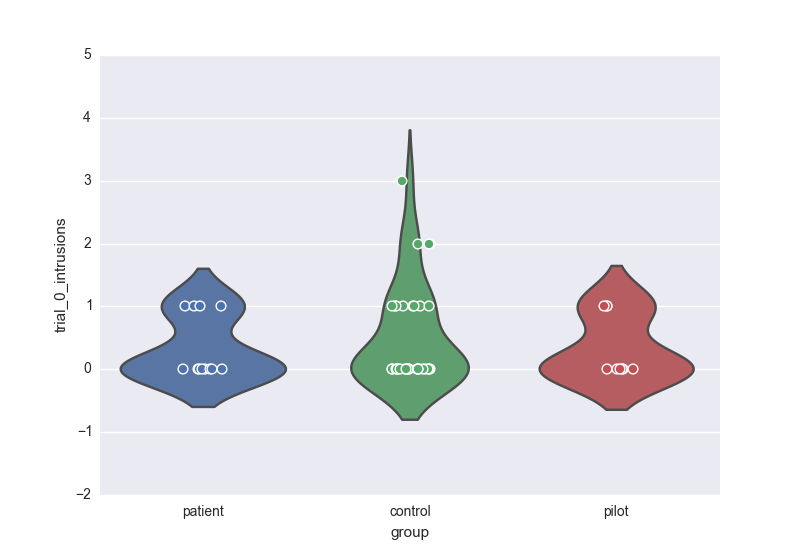 5
4
3
2
1
0
−1
−2
trial_0_intrusions
patient control pilot
group